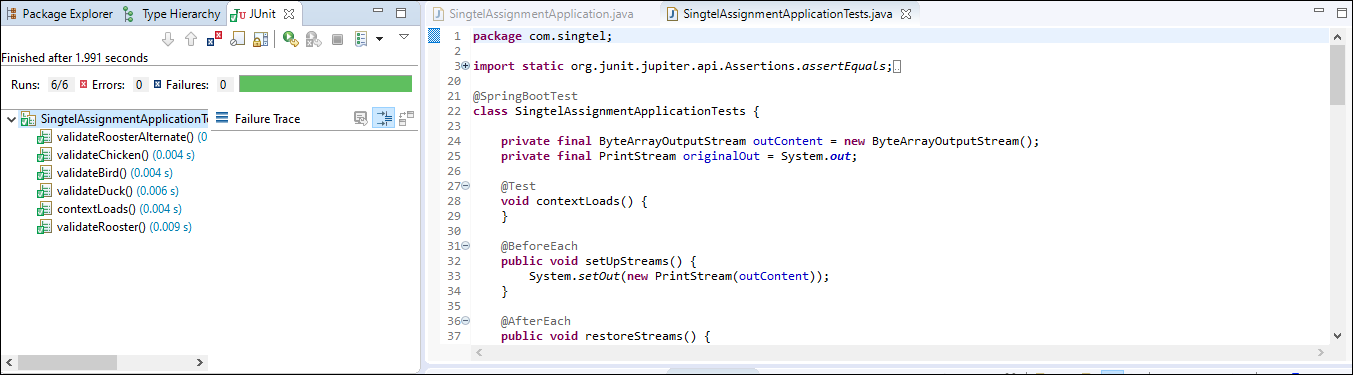 Package Explorer Type Hierarchy JUnit
Finished after 1.991 seconds
Runs: 6/6 Errors: 0 Failures: 0
SingtelAssignmentApplicationTe
validateRoosterAlternate() (0
validateChicken() (0.004 s)
validateBird() (0.004 s)
validateDuck() (0.006 s)
contextLoads() (0.004 s)
validateRooster() (0.009 s)
Failure Trace
SingtelAssignmentApplication.java SingtelAssignmentApplicationTests.java
1 package com.singtel;
2
3 import static org.junit.jupiter.api.Assertions.assertEquals;
20
21 @SpringBootTest
22 class SingtelAssignmentApplicationTests {
23
24 private final ByteArrayOutputStream outContent = new ByteArrayOutputStream();
25 private final PrintStream originalOut = System.out;
26
27 @Test
28 void contextLoads() {
29 }
30
31 @BeforeEach
32 public void setUpStreams() {
33 System.setOut(new PrintStream(outContent));
34 }
35
36 @AfterEach
37 public void restoreStreams() {